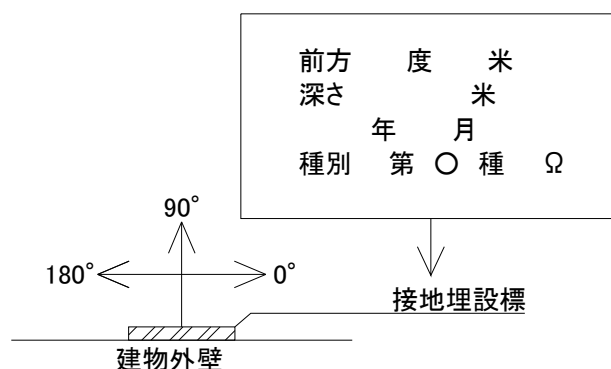 前方 度 米
深さ 米
年 月
種別 第 〇 種 Ω
90°
180°
0°
接地埋設標
建物外壁